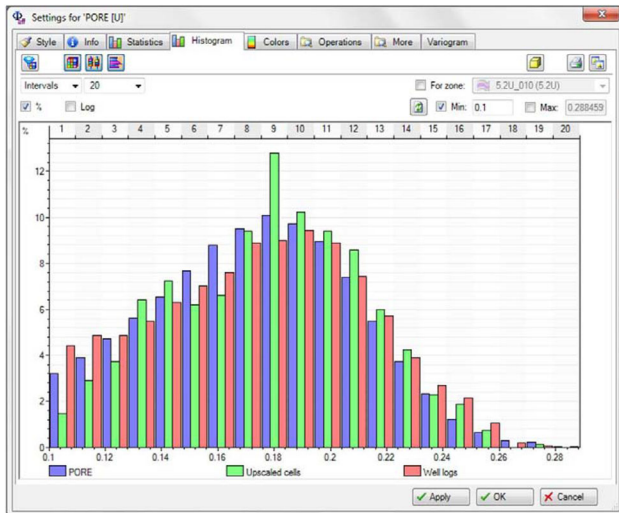 Settings for 'PORE [U]'
Style Info Statistics Histogram Colors Operations More Variogram
Intervals 20 For zone: 5.2U_010 (5.2U)
% Log Min: 0.1 Max: 0.288459
% 1 2 3 4 5 6 7 8 9 10 11 12 13 14 15 16 17 18 19 20
12
10
8
6
4
2
0
0.1 0.12 0.14 0.16 0.18 0.2 0.22 0.24 0.26 0.28
PORE Upscaled cells Well logs
Apply OK Cancel